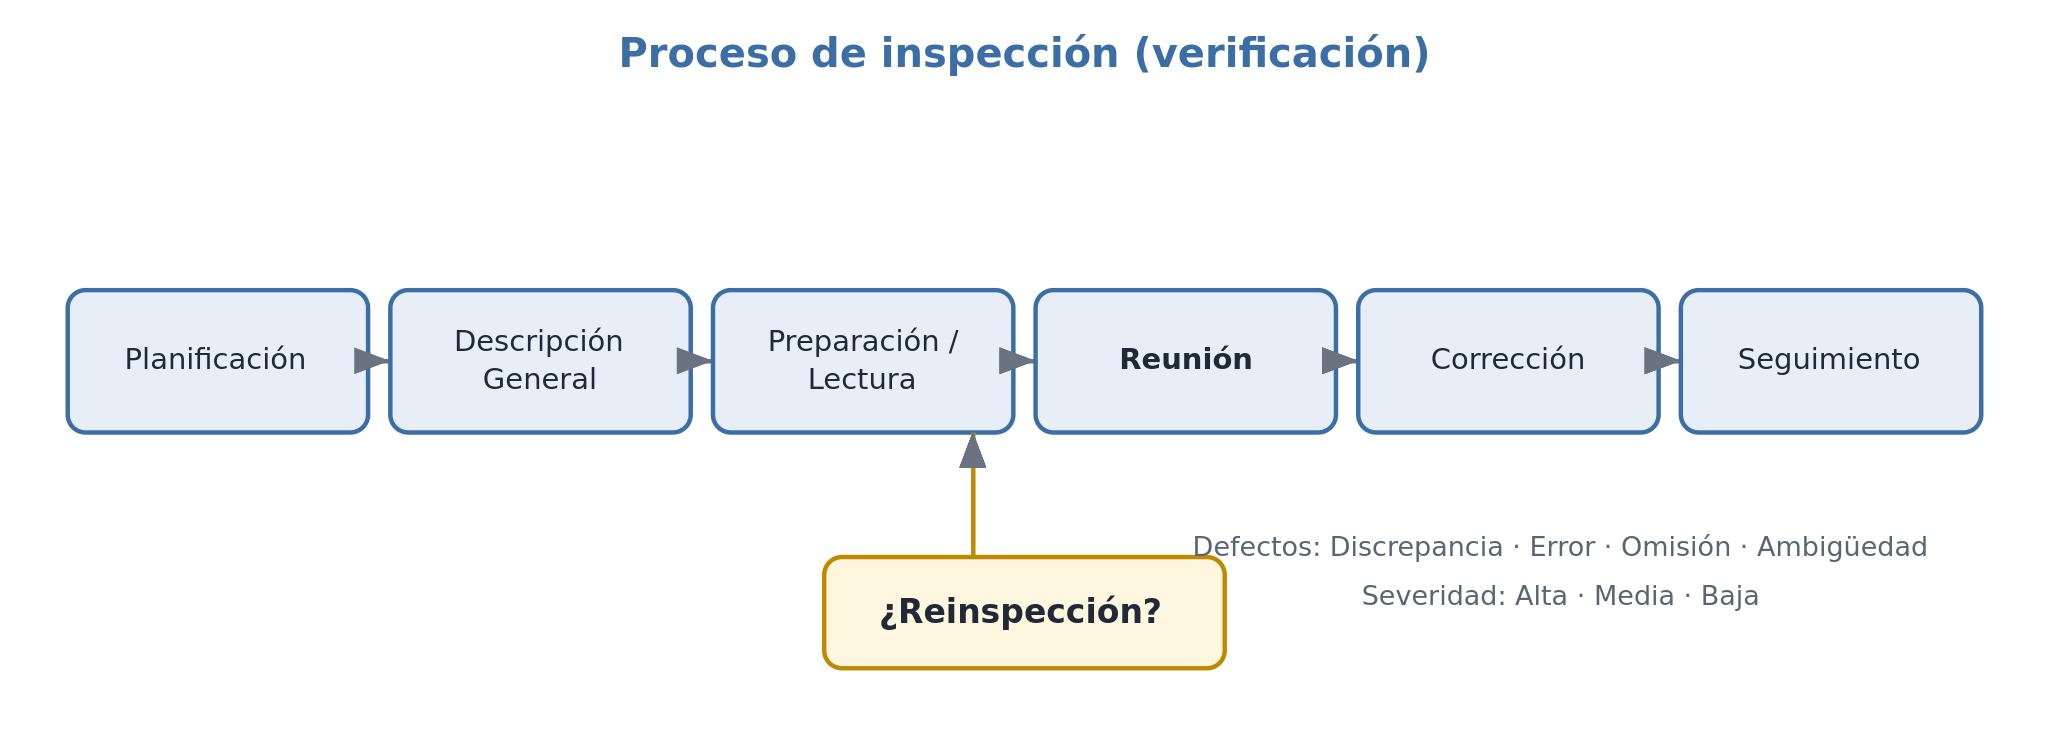 Proceso de inspección (verificación)
Planificación
Descripción
General
Preparación /
Lectura
Reunión
Corrección
Seguimiento
Defectos: Discrepancia · Error · Omisión · Ambigüedad
Severidad: Alta · Media · Baja
¿Reinspección?